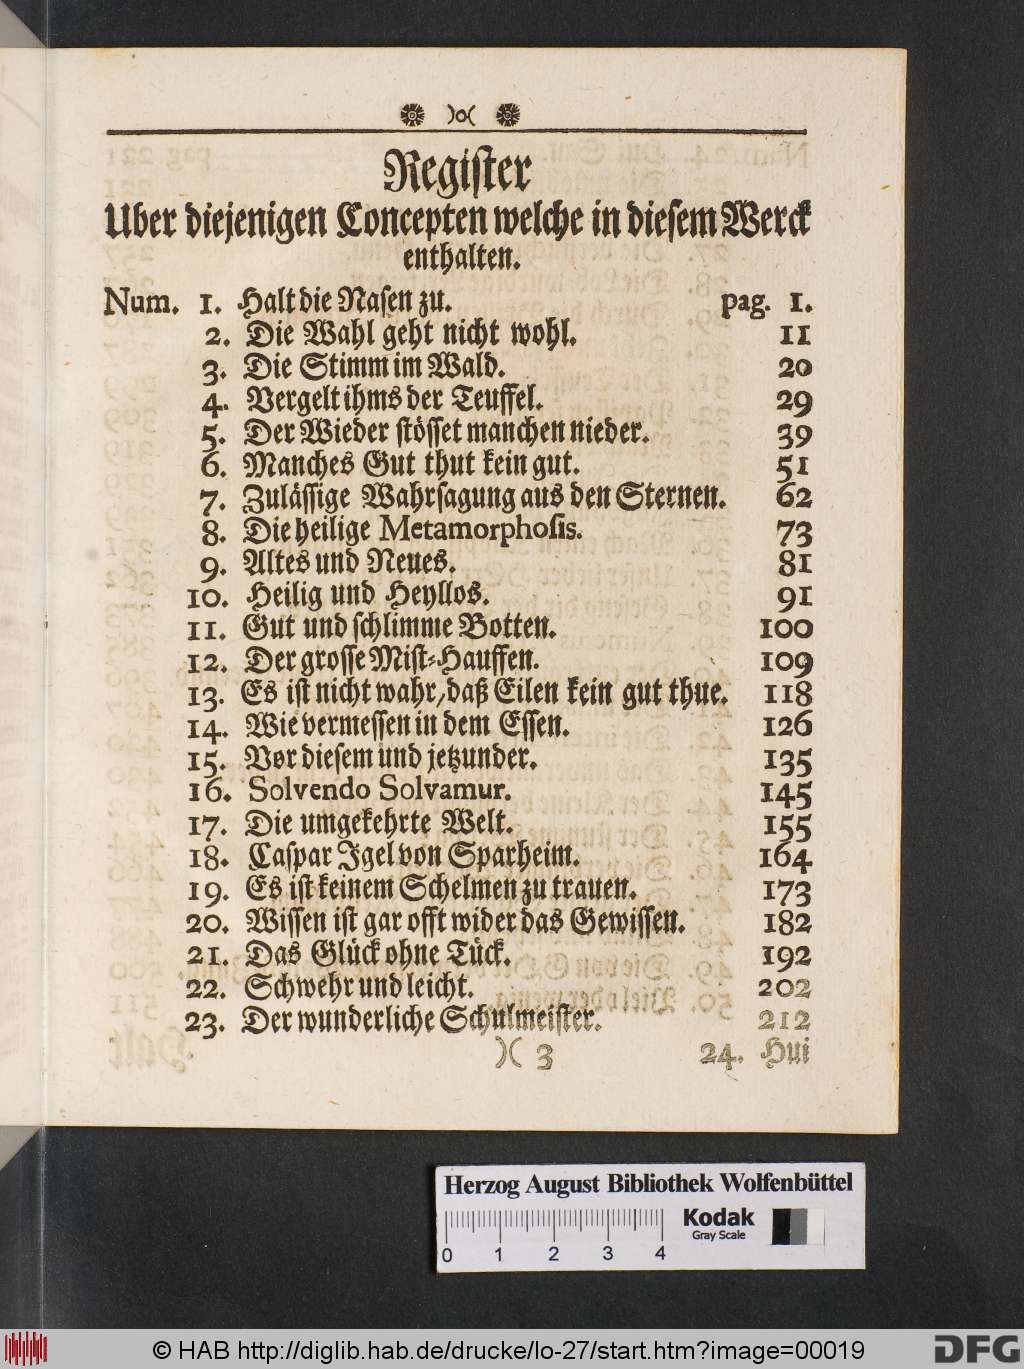 Register
Uber diejenigen Concepten welche in diesem Werck
enthalten.
Num. 1. Halt die Nasen zu. pag. 1.
2. Die Wahl geht nicht wohl. 11
3. Die Stimm im Wald. 20
4. Vergelt ihms der Teuffel. 29
5. Der Wieder stösset manchen nieder. 39
6. Manches Gut thut kein gut. 51
7. Zulässige Wahrsagung aus den Sternen. 62
8. Die heilige Metamorphosis. 73
9. Altes und Neues. 81
10. Heilig und Heyllos. 91
11. Gut und schlimme Botten. 100
12. Der grosse Mist-Hauffen. 109
13. Es ist nicht wahr, daß Eilen kein gut thue. 118
14. Wie vermessen in dem Essen. 126
15. Vor diesem und jetzunder. 135
16. Solvendo Solvamur. 145
17. Die umgekehrte Welt. 155
18. Caspar Igel von Sparheim. 164
19. Es ist keinem Schelmen zu trauen. 173
20. Wissen ist gar offt wider das Gewissen. 182
21. Das Glück ohne Tück. 192
22. Schwehr und leicht. 202
23. Der wunderliche Schulmeister. 212
)( 3 24. Hui
Herzog August Bibliothek Wolfenbüttel
Kodak
Gray Scale
0 1 2 3 4
© HAB http://diglib.hab.de/drucke/lo-27/start.htm?image=00019
DFG